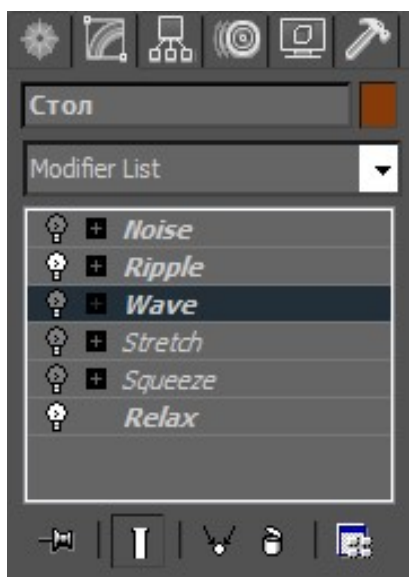 Стол
Modifier List
Noise
Ripple
Wave
Stretch
Squeeze
Relax